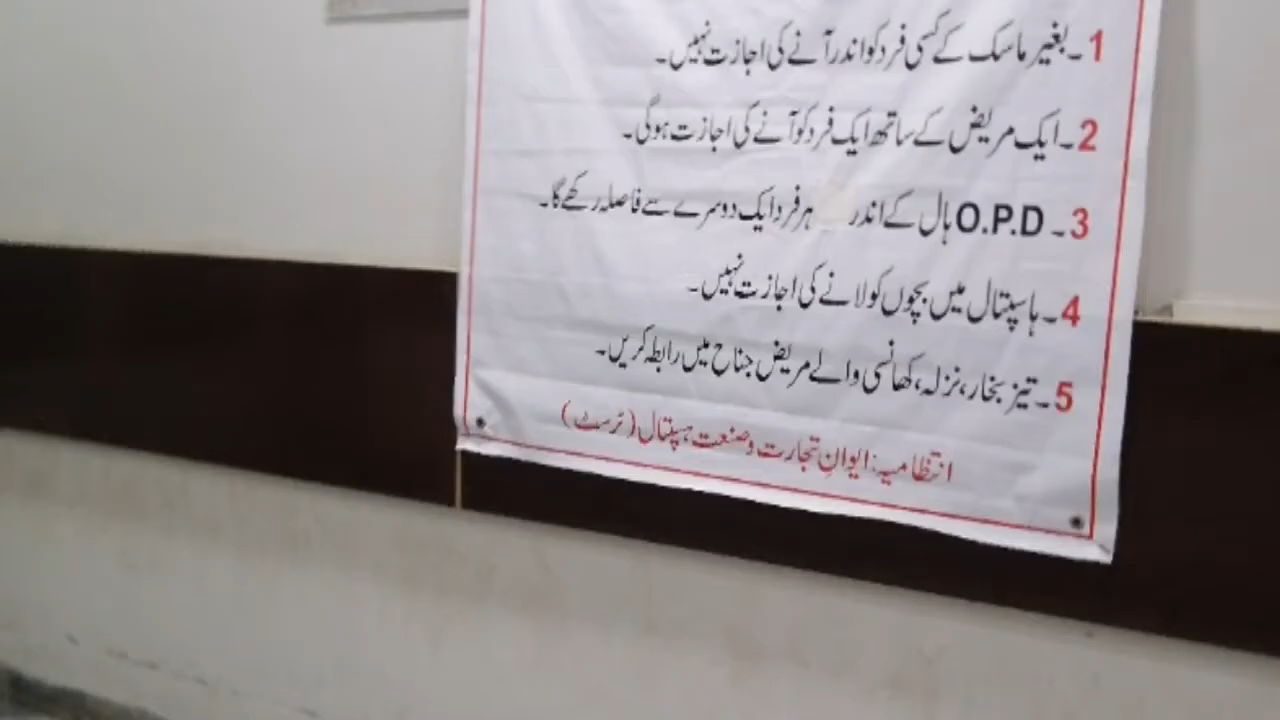 1۔ بغیر ماسک کے کسی فرد کو اندر آنے کی اجازت نہیں۔
2۔ ایک مریض کے ساتھ ایک فرد کو آنے کی اجازت ہوگی۔
3۔ O.P.D ہال کے اندر ہر فرد ایک دوسرے سے فاصلہ رکھے گا۔
4۔ ہاسپتال میں بچوں کو لانے کی اجازت نہیں۔
5۔ تیز بخار، نزلہ، کھانسی والے مریض جناح میں رابطہ کریں۔
انتظامیہ: ایوانِ تجارت و صنعت ہسپتال (ٹرسٹ)